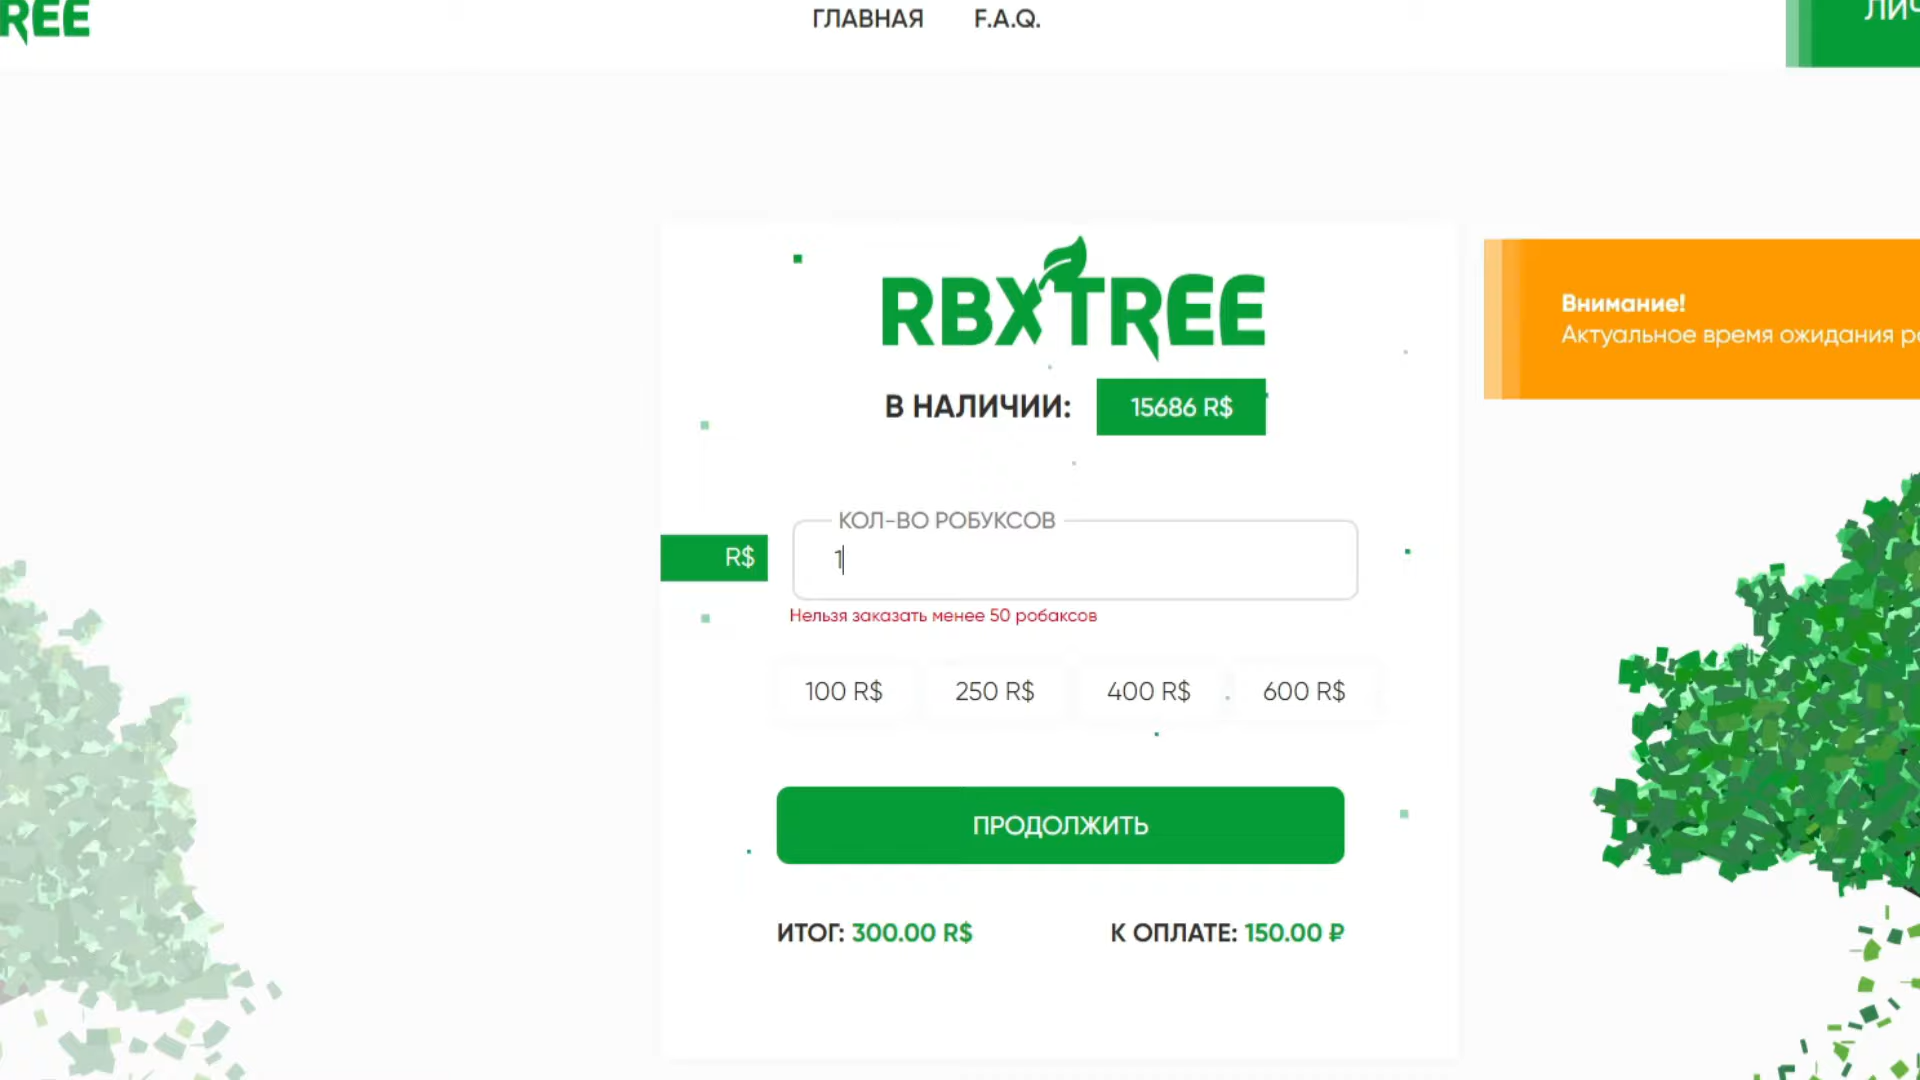 REE
ГЛАВНАЯ
F.A.Q.
RBXTREE
В НАЛИЧИИ:
15686 R$
Внимание!
Актуальное время ожидания
КОЛ-ВО РОБУКСОВ
R$
1
Нельзя заказать менее 50 робаксов
100 R$
250 R$
400 R$
600 R$
ПРОДОЛЖИТЬ
ИТОГ: 300.00 R$
К ОПЛАТЕ: 150.00 ₽